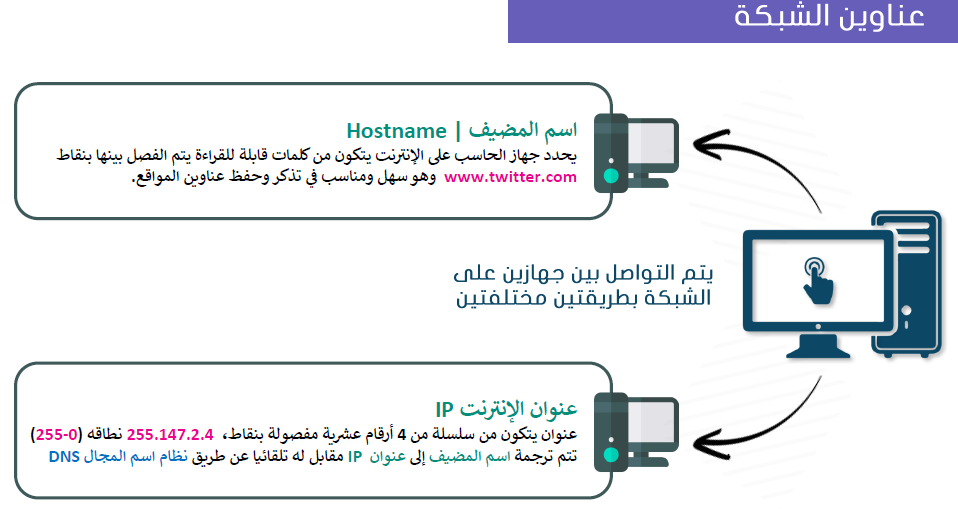 عناوين الشبكة
اسم المضيف | Hostname
يحدد جهاز الحاسب على الإنترنت يتكون من كلمات قابلة للقراءة يتم الفصل بينها بنقاط
www.twitter.com وهو سهل ومناسب في تذكر وحفظ عناوين المواقع.
يتم التواصل بين جهازين على
الشبكة بطريقتين مختلفتين
عنوان الإنترنت IP
عنوان يتكون من سلسلة من 4 أرقام عشرية مفصولة بنقاط، 255.147.2.4 نطاقه (0-255)
تتم ترجمة اسم المضيف إلى عنوان IP مقابل له تلقائيا عن طريق نظام اسم المجال DNS